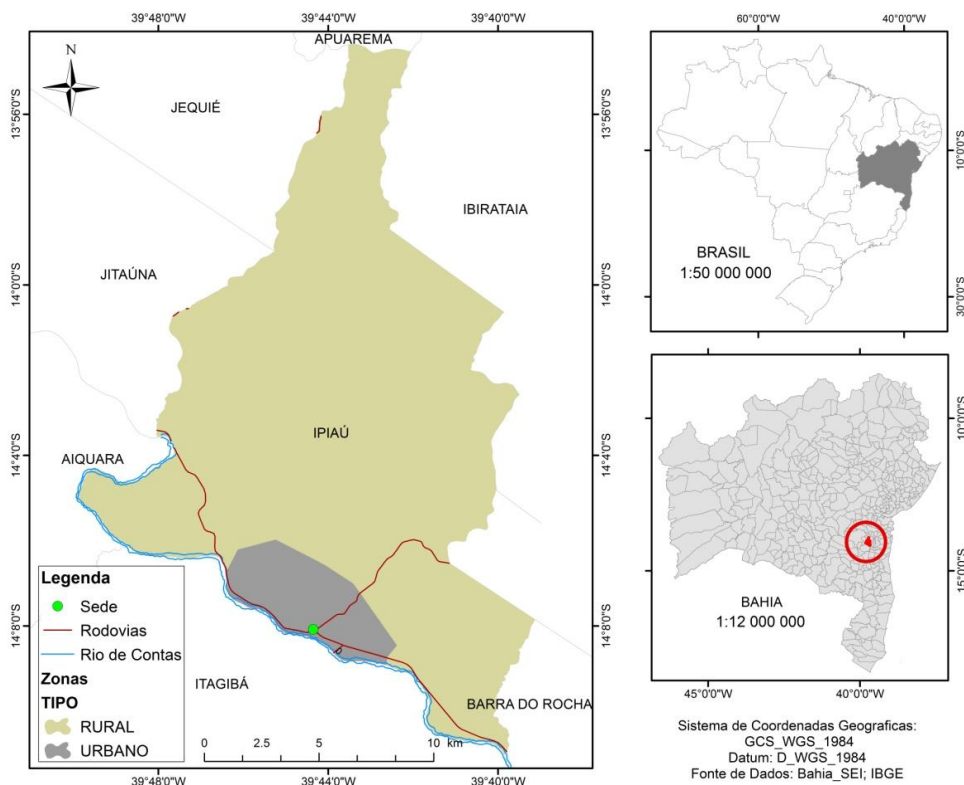 39°48'0"W
39°44'0"W
39°40'0"W
13°56'0"S
14°0'0"S
14°4'0"S
14°8'0"S
13°56'0"S
14°0'0"S
14°4'0"S
14°8'0"S
N
APUAREMA
JEQUIÉ
IBIRATAIA
JITAÚNA
IPIAÚ
AIQUARA
ITAGIBÁ
BARRA DO ROCHA
Legenda
Sede
Rodovias
Rio de Contas
Zonas
TIPO
RURAL
URBANO
0 2.5 5 10 km
39°48'0"W
39°44'0"W
39°40'0"W
60°0'0"W
40°0'0"W
10°0'0"S
30°0'0"S
BRASIL
1:50 000 000
10°0'0"S
15°0'0"S
BAHIA
1:12 000 000
45°0'0"W
40°0'0"W
Sistema de Coordenadas Geograficas:
GCS_WGS_1984
Datum: D_WGS_1984
Fonte de Dados: Bahia_SEI; IBGE